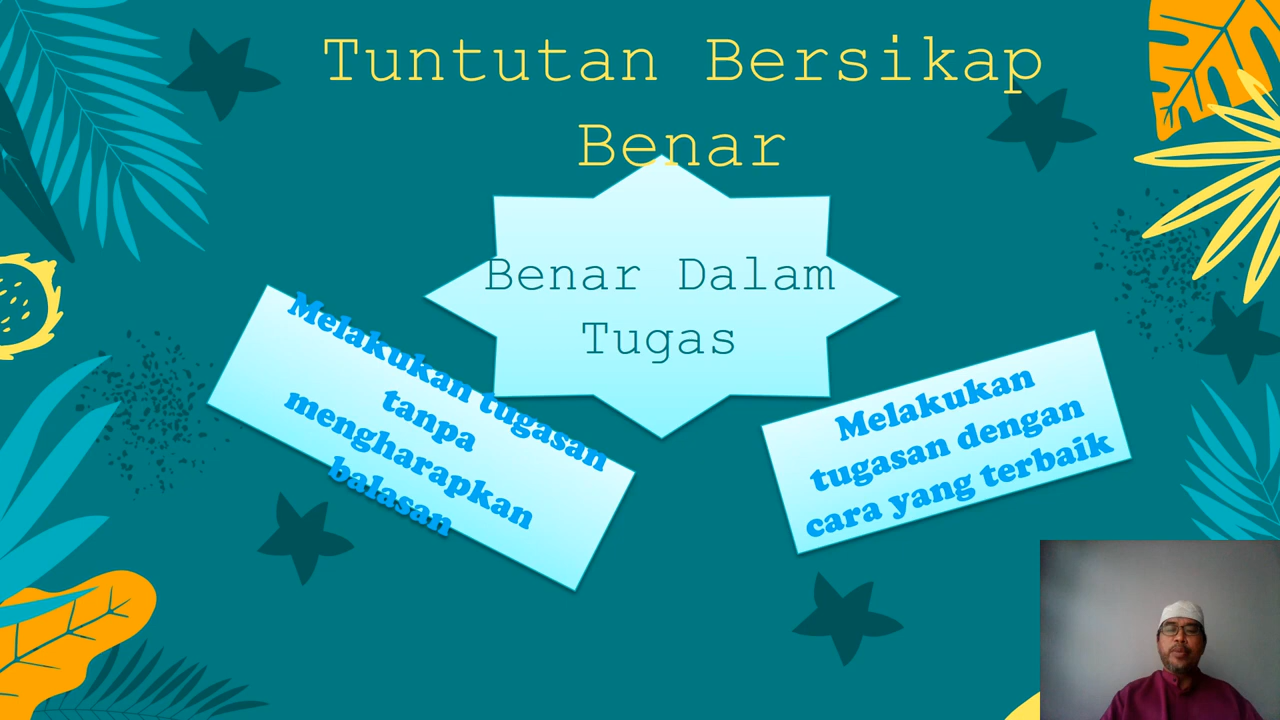 Tuntutan Bersikap
Benar
Benar Dalam
Tugas
Melakukan tugasan
tanpa
mengharapkan
balasan
Melakukan
tugasan dengan
cara yang terbaik